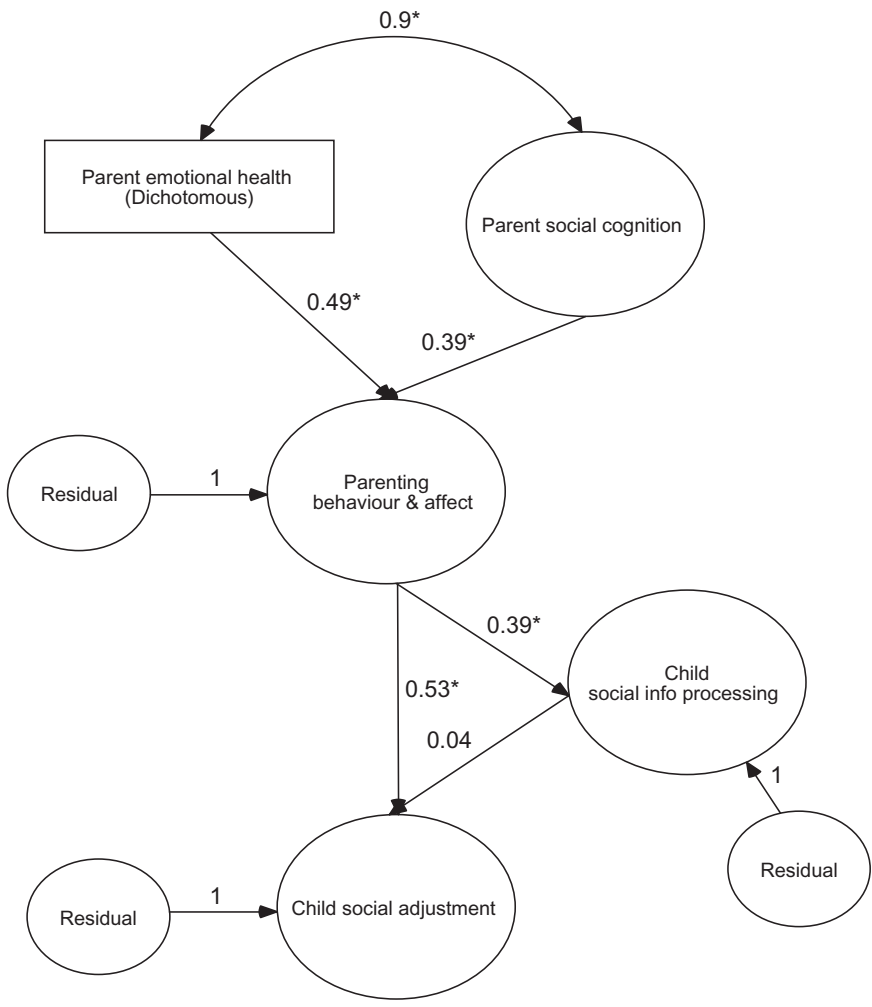 0.9*
Parent emotional health
(Dichotomous)
Parent social cognition
0.49*
0.39*
Residual
1
Parenting
behaviour & affect
0.39*
Child
social info processing
0.53*
0.04
1
Residual
Residual
1
Child social adjustment